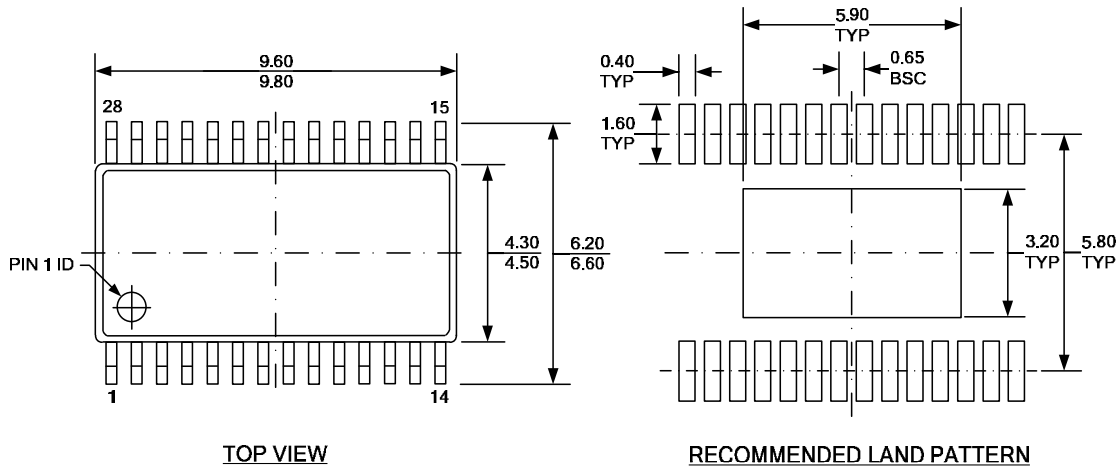 9.60
9.80
28
15
PIN 1 ID
4.30
4.50
6.20
6.60
1
14
TOP VIEW
5.90
TYP
0.40
TYP
0.65
BSC
1.60
TYP
3.20
TYP
5.80
TYP
RECOMMENDED LAND PATTERN